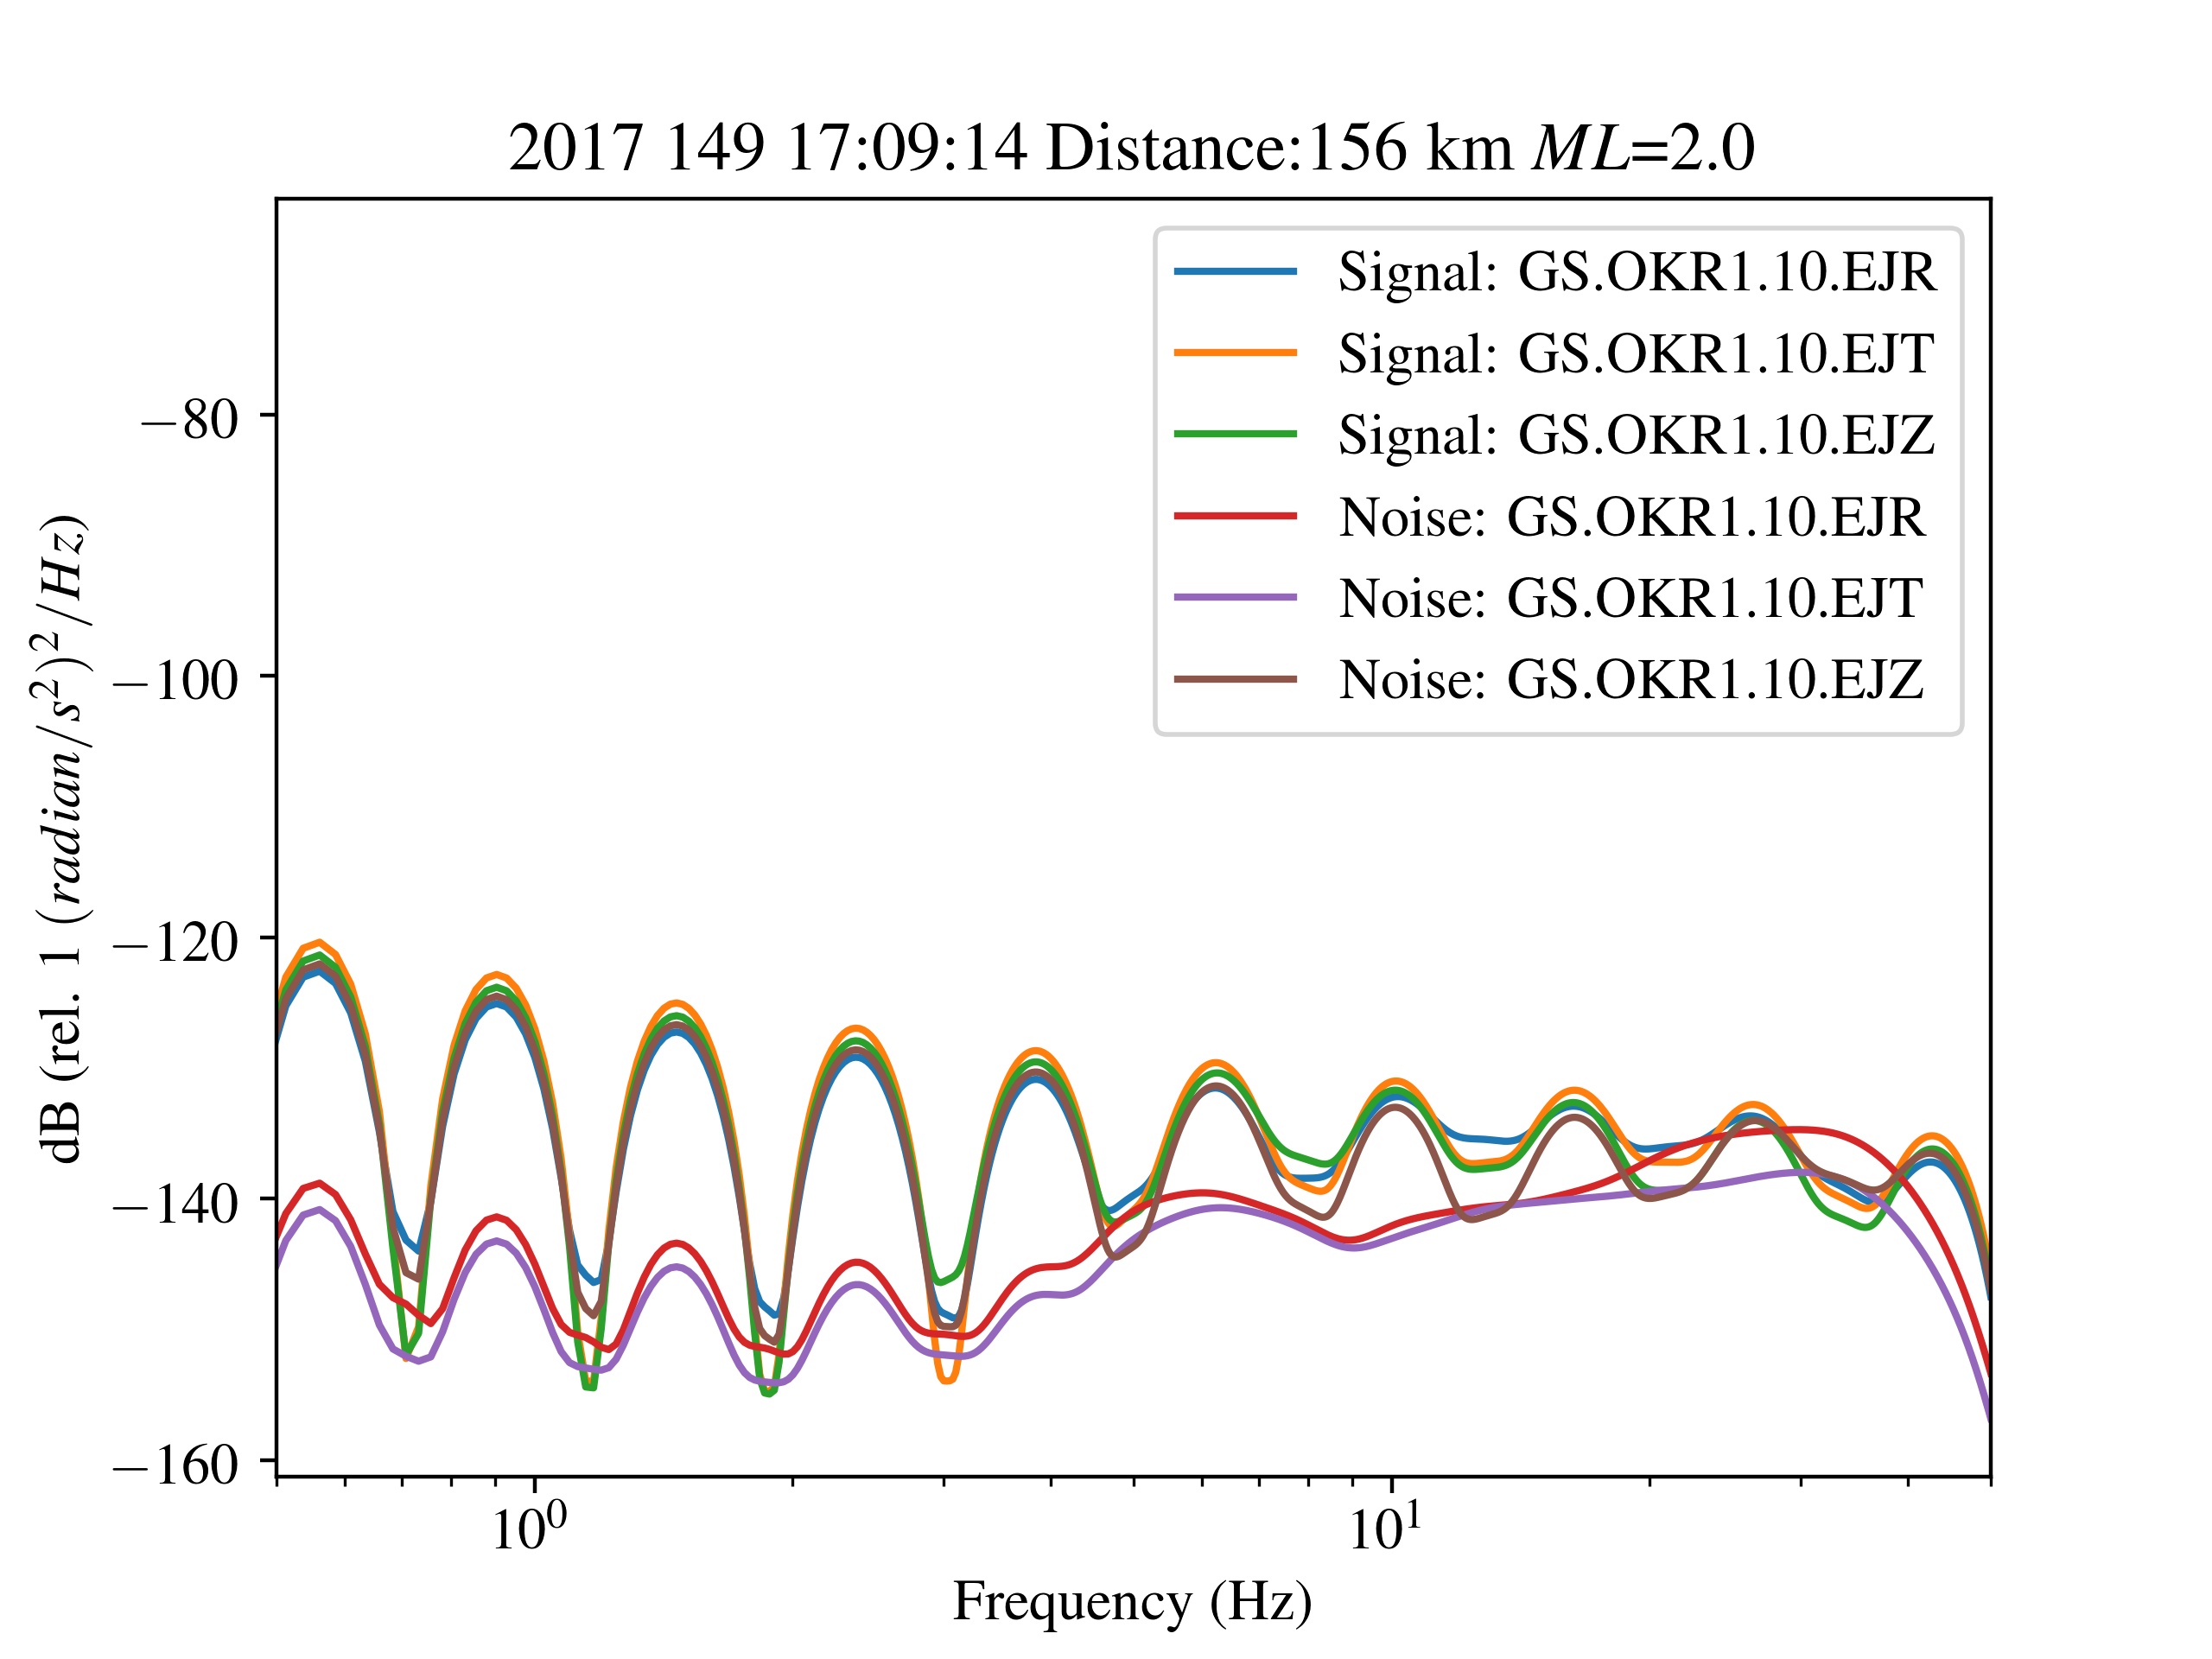 2017 149 17:09:14 Distance:156 km ML=2.0
Signal: GS.OKR1.10.EJR
Signal: GS.OKR1.10.EJT
Signal: GS.OKR1.10.EJZ
Noise: GS.OKR1.10.EJR
Noise: GS.OKR1.10.EJT
Noise: GS.OKR1.10.EJZ
dB (rel. 1 (radian/s²)²/Hz)
−80
−100
−120
−140
−160
10⁰ 10¹
Frequency (Hz)